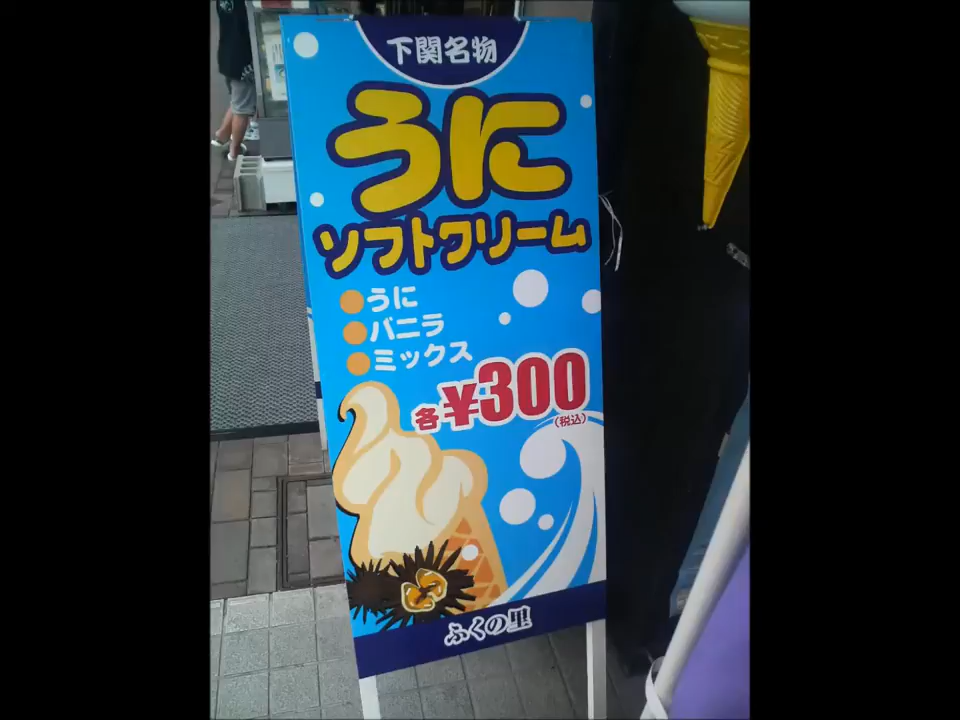 下関名物
うに
ソフトクリーム
うに
バニラ
ミックス
各¥300
(税込)
ふくの里